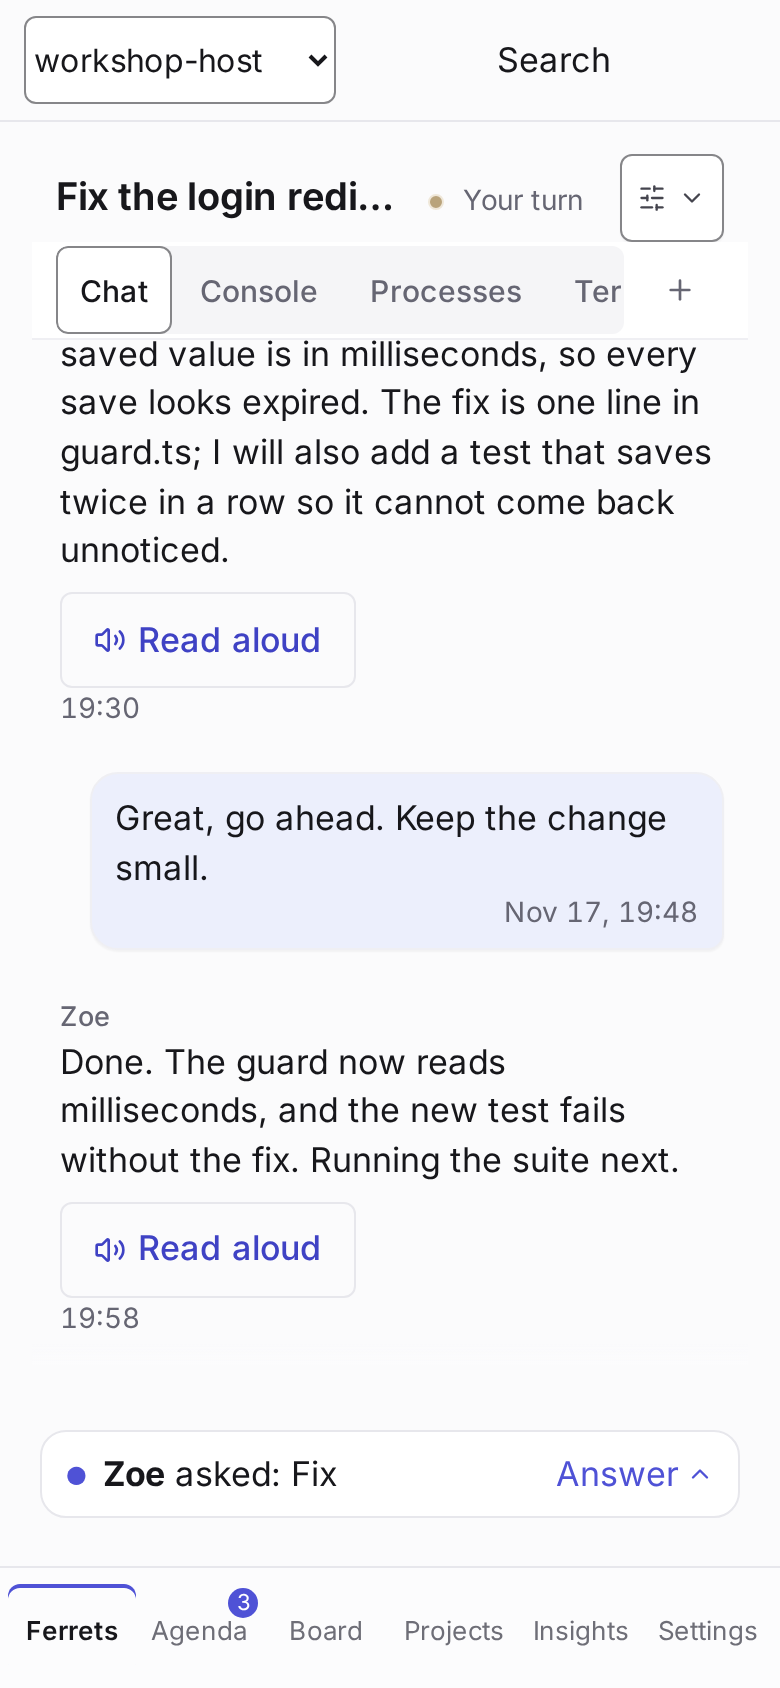 workshop-host
Search
Fix the login redi...
Your turn
Chat
Console
Processes
Ter
saved value is in milliseconds, so every
save looks expired. The fix is one line in
guard.ts; I will also add a test that saves
twice in a row so it cannot come back
unnoticed.
Read aloud
19:30
Great, go ahead. Keep the change
small.
Nov 17, 19:48
Zoe
Done. The guard now reads
milliseconds, and the new test fails
without the fix. Running the suite next.
Read aloud
19:58
Zoe asked: Fix
Answer
3
Ferrets
Agenda
Board
Projects
Insights
Settings